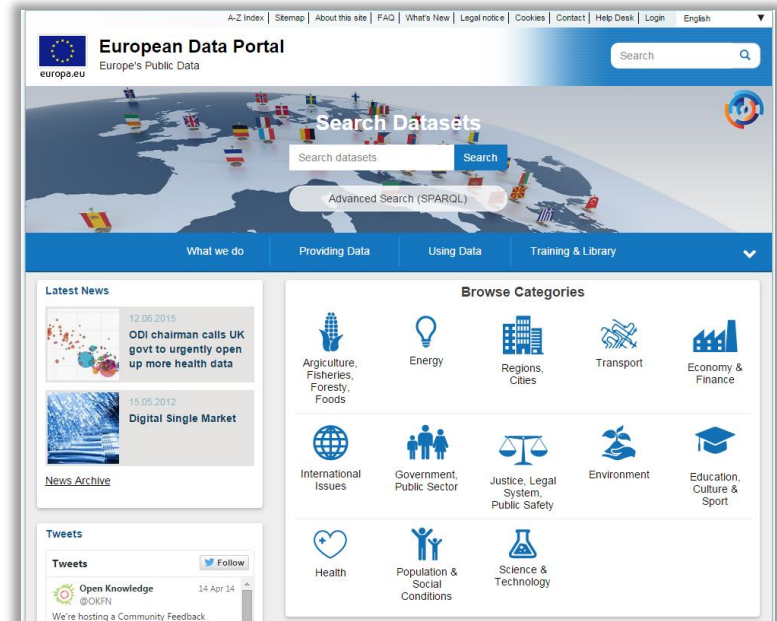 A-Z Index | Sitemap | About this site | FAQ | What's New | Legal notice | Cookies | Contact | Help Desk | Login English
European Data Portal
Europe's Public Data
europa.eu
Search
Search Datasets
Search datasets
Search
Advanced Search (SPARQL)
What we do
Providing Data
Using Data
Training & Library
Latest News
12.06.2015
ODI chairman calls UK
govt to urgently open
up more health data
15.05.2012
Digital Single Market
News Archive
Tweets
Tweets
Follow
Open Knowledge
14 Apr 14
@OKFN
We're hosting a Community Feedback
Browse Categories
Argiculture,
Fisheries,
Foresty,
Foods
Energy
Regions,
Cities
Transport
Economy &
Finance
International
Issues
Government,
Public Sector
Justice, Legal
System,
Public Safety
Environment
Education,
Culture &
Sport
Health
Population &
Social
Conditions
Science &
Technology